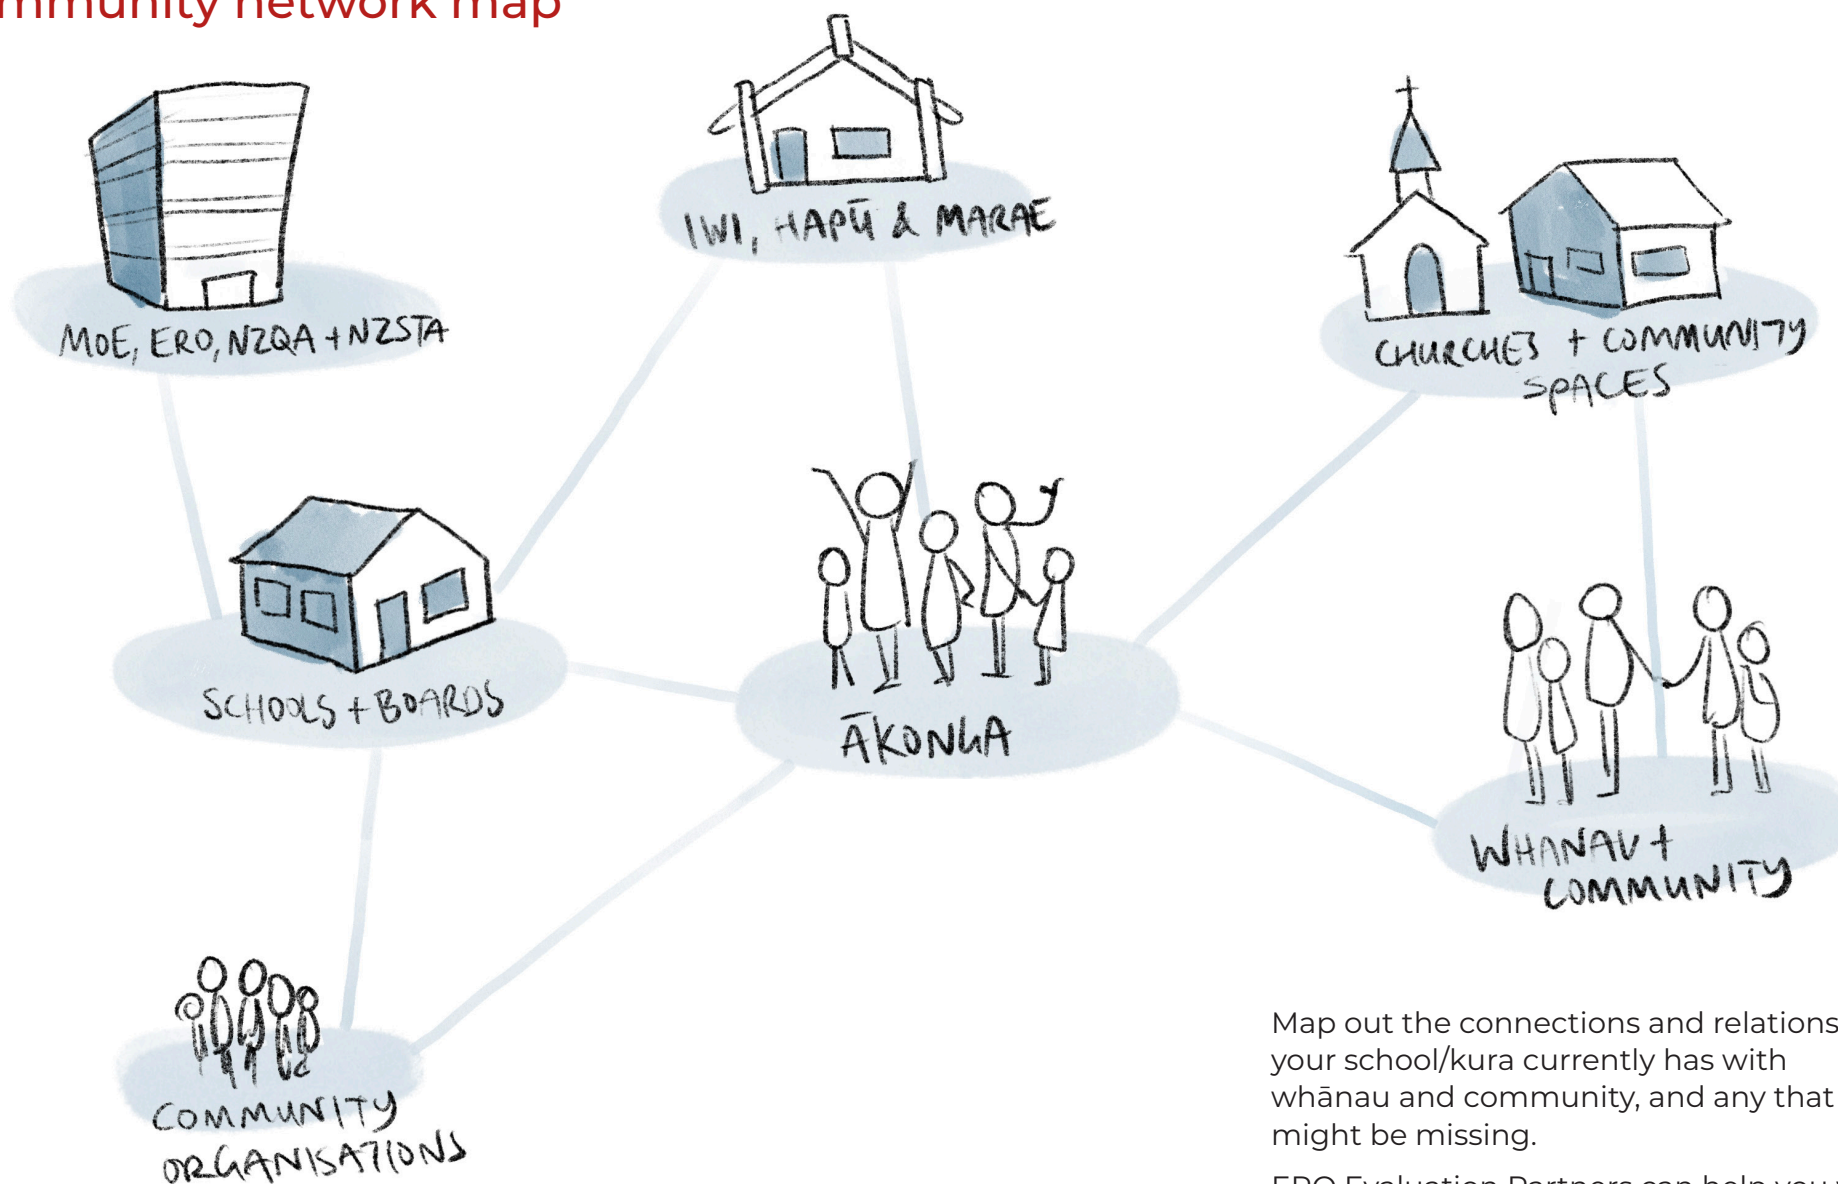 mmunity network map
IWI, HAPŪ & MARAE
MOE, ERO, NZQA + NZSTA
CHURCHES + COMMUNITY
SPACES
SCHOOLS + BOARDS
ĀKONGA
WHANAU +
COMMUNITY
COMMUNITY
ORGANISATIONS
Map out the connections and relations
your school/kura currently has with
whānau and community, and any that
might be missing.
ERO Evaluation Partners can help you